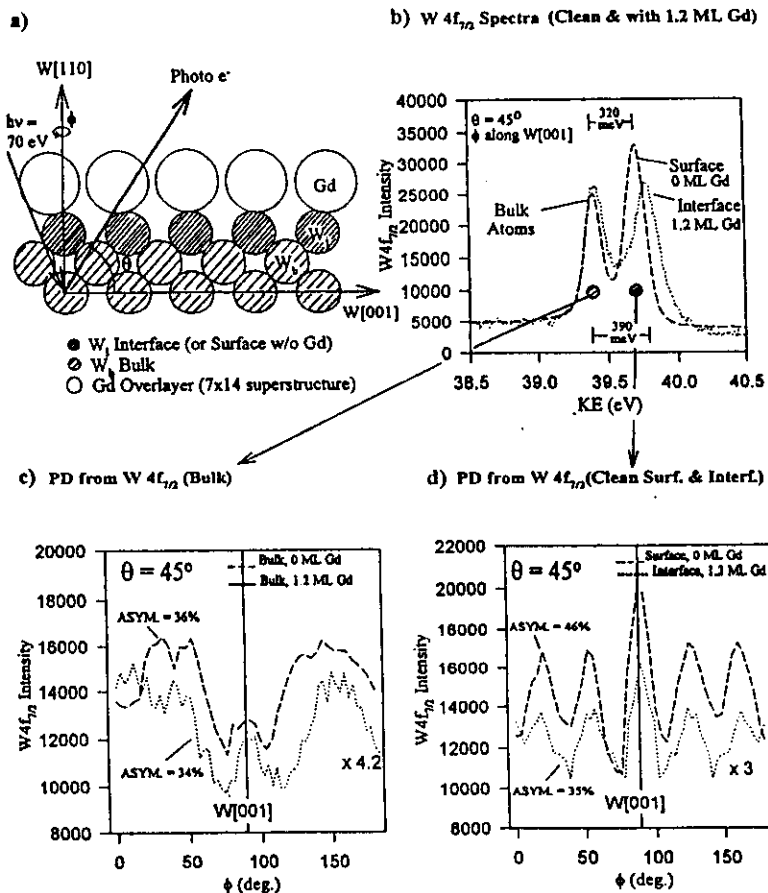 a)
W[110]
Photo e-
hν =
70 eV
ϕ
Gd
W_I
W_b
θ
W[001]
W_I Interface (or Surface w/o Gd)
W_b Bulk
Gd Overlayer (7x14 superstructure)
b) W 4f7/2 Spectra (Clean & with 1.2 ML Gd)
W4f7/2 Intensity
40000
35000
30000
25000
20000
15000
10000
5000
0
θ = 45º
ϕ along W[001]
320
meV
Surface
0 ML Gd
Interface
1.2 ML Gd
Bulk
Atoms
390
meV
38.5 39.0 39.5 40.0 40.5
KE (eV)
c) PD from W 4f7/2 (Bulk)
W4f7/2 Intensity
20000
18000
16000
14000
12000
10000
8000
θ = 45º
Bulk, 0 ML Gd
Bulk, 1.2 ML Gd
ASYM. = 36%
ASYM. = 34%
x 4.2
W[001]
0 50 100 150
ϕ (deg.)
d) PD from W 4f7/2(Clean Surf. & Interf.)
W4f7/2 Intensity
22000
20000
18000
16000
14000
12000
10000
8000
θ = 45º
Surface, 0 ML Gd
Interface, 1.2 ML Gd
ASYM. = 46%
ASYM. = 35%
x 3
W[001]
0 50 100 150
ϕ (deg.)